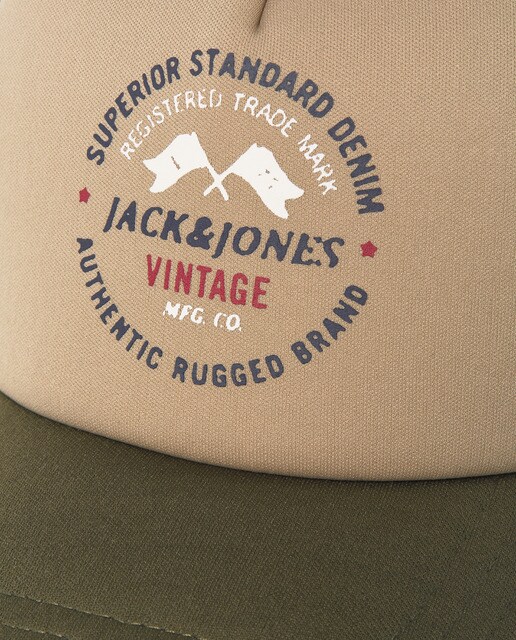 SUPERIOR STANDARD DENIM
REGISTERED TRADE MARK
JACK&JONES
VINTAGE
MFG. CO.
AUTHENTIC RUGGED BRAND